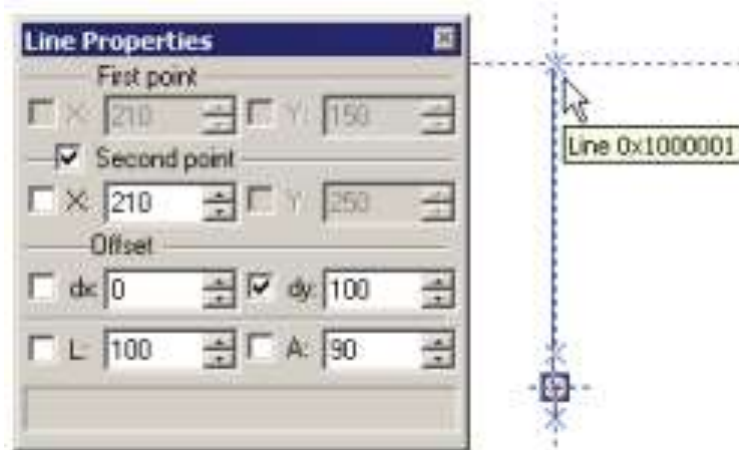 Line Properties
First point
X: 210 Y: 150
Second point
X: 210 Y: 250
Offset
dx: 0 dy: 100
L: 100 A: 90
Line 0x1000001